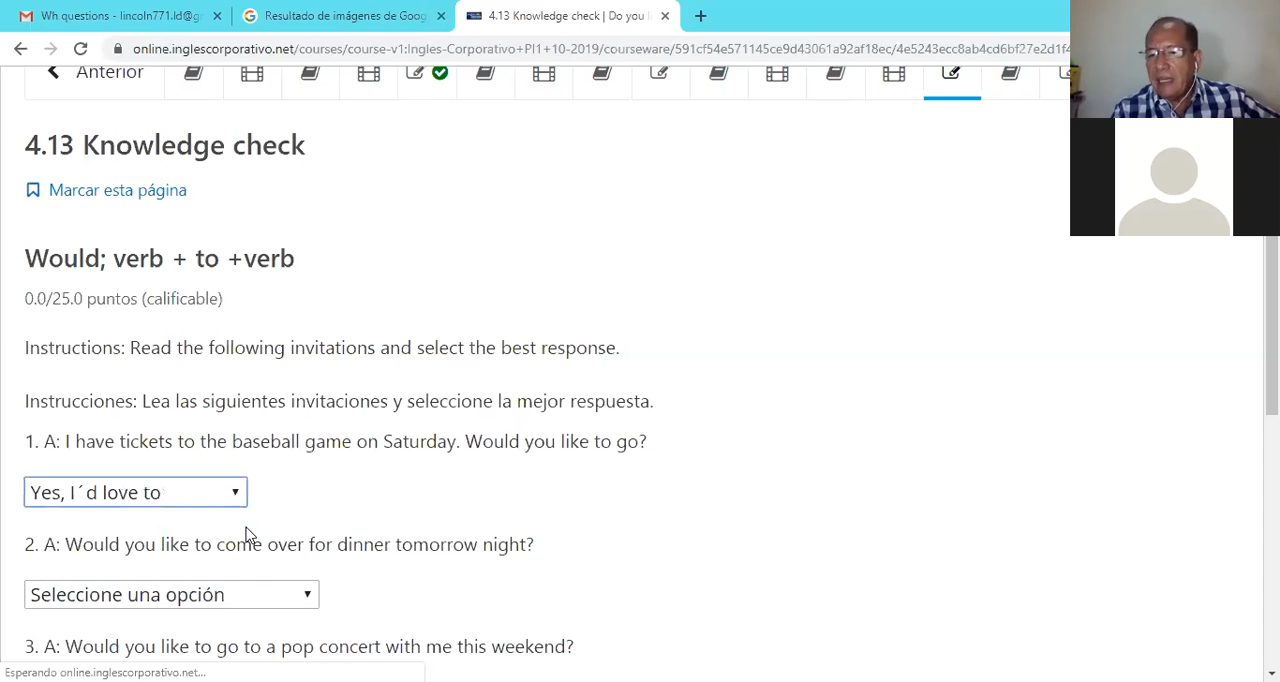 Wh questions - lincoln771.ld@gr
Resultado de imágenes de Goog
4.13 Knowledge check | Do you l
online.inglescorporativo.net/courses/course-v1:Ingles-Corporativo+PI1+10-2019/courseware/591cf54e571145ce9d43061a92af18ec/4e5243ecc8ab4cd6bf27e2d1f4
Anterior
4.13 Knowledge check
Marcar esta página
Would; verb + to +verb
0.0/25.0 puntos (calificable)
Instructions: Read the following invitations and select the best response.
Instrucciones: Lea las siguientes invitaciones y seleccione la mejor respuesta.
1. A: I have tickets to the baseball game on Saturday. Would you like to go?
Yes, I´d love to
2. A: Would you like to come over for dinner tomorrow night?
Seleccione una opción
3. A: Would you like to go to a pop concert with me this weekend?
Esperando online.inglescorporativo.net...